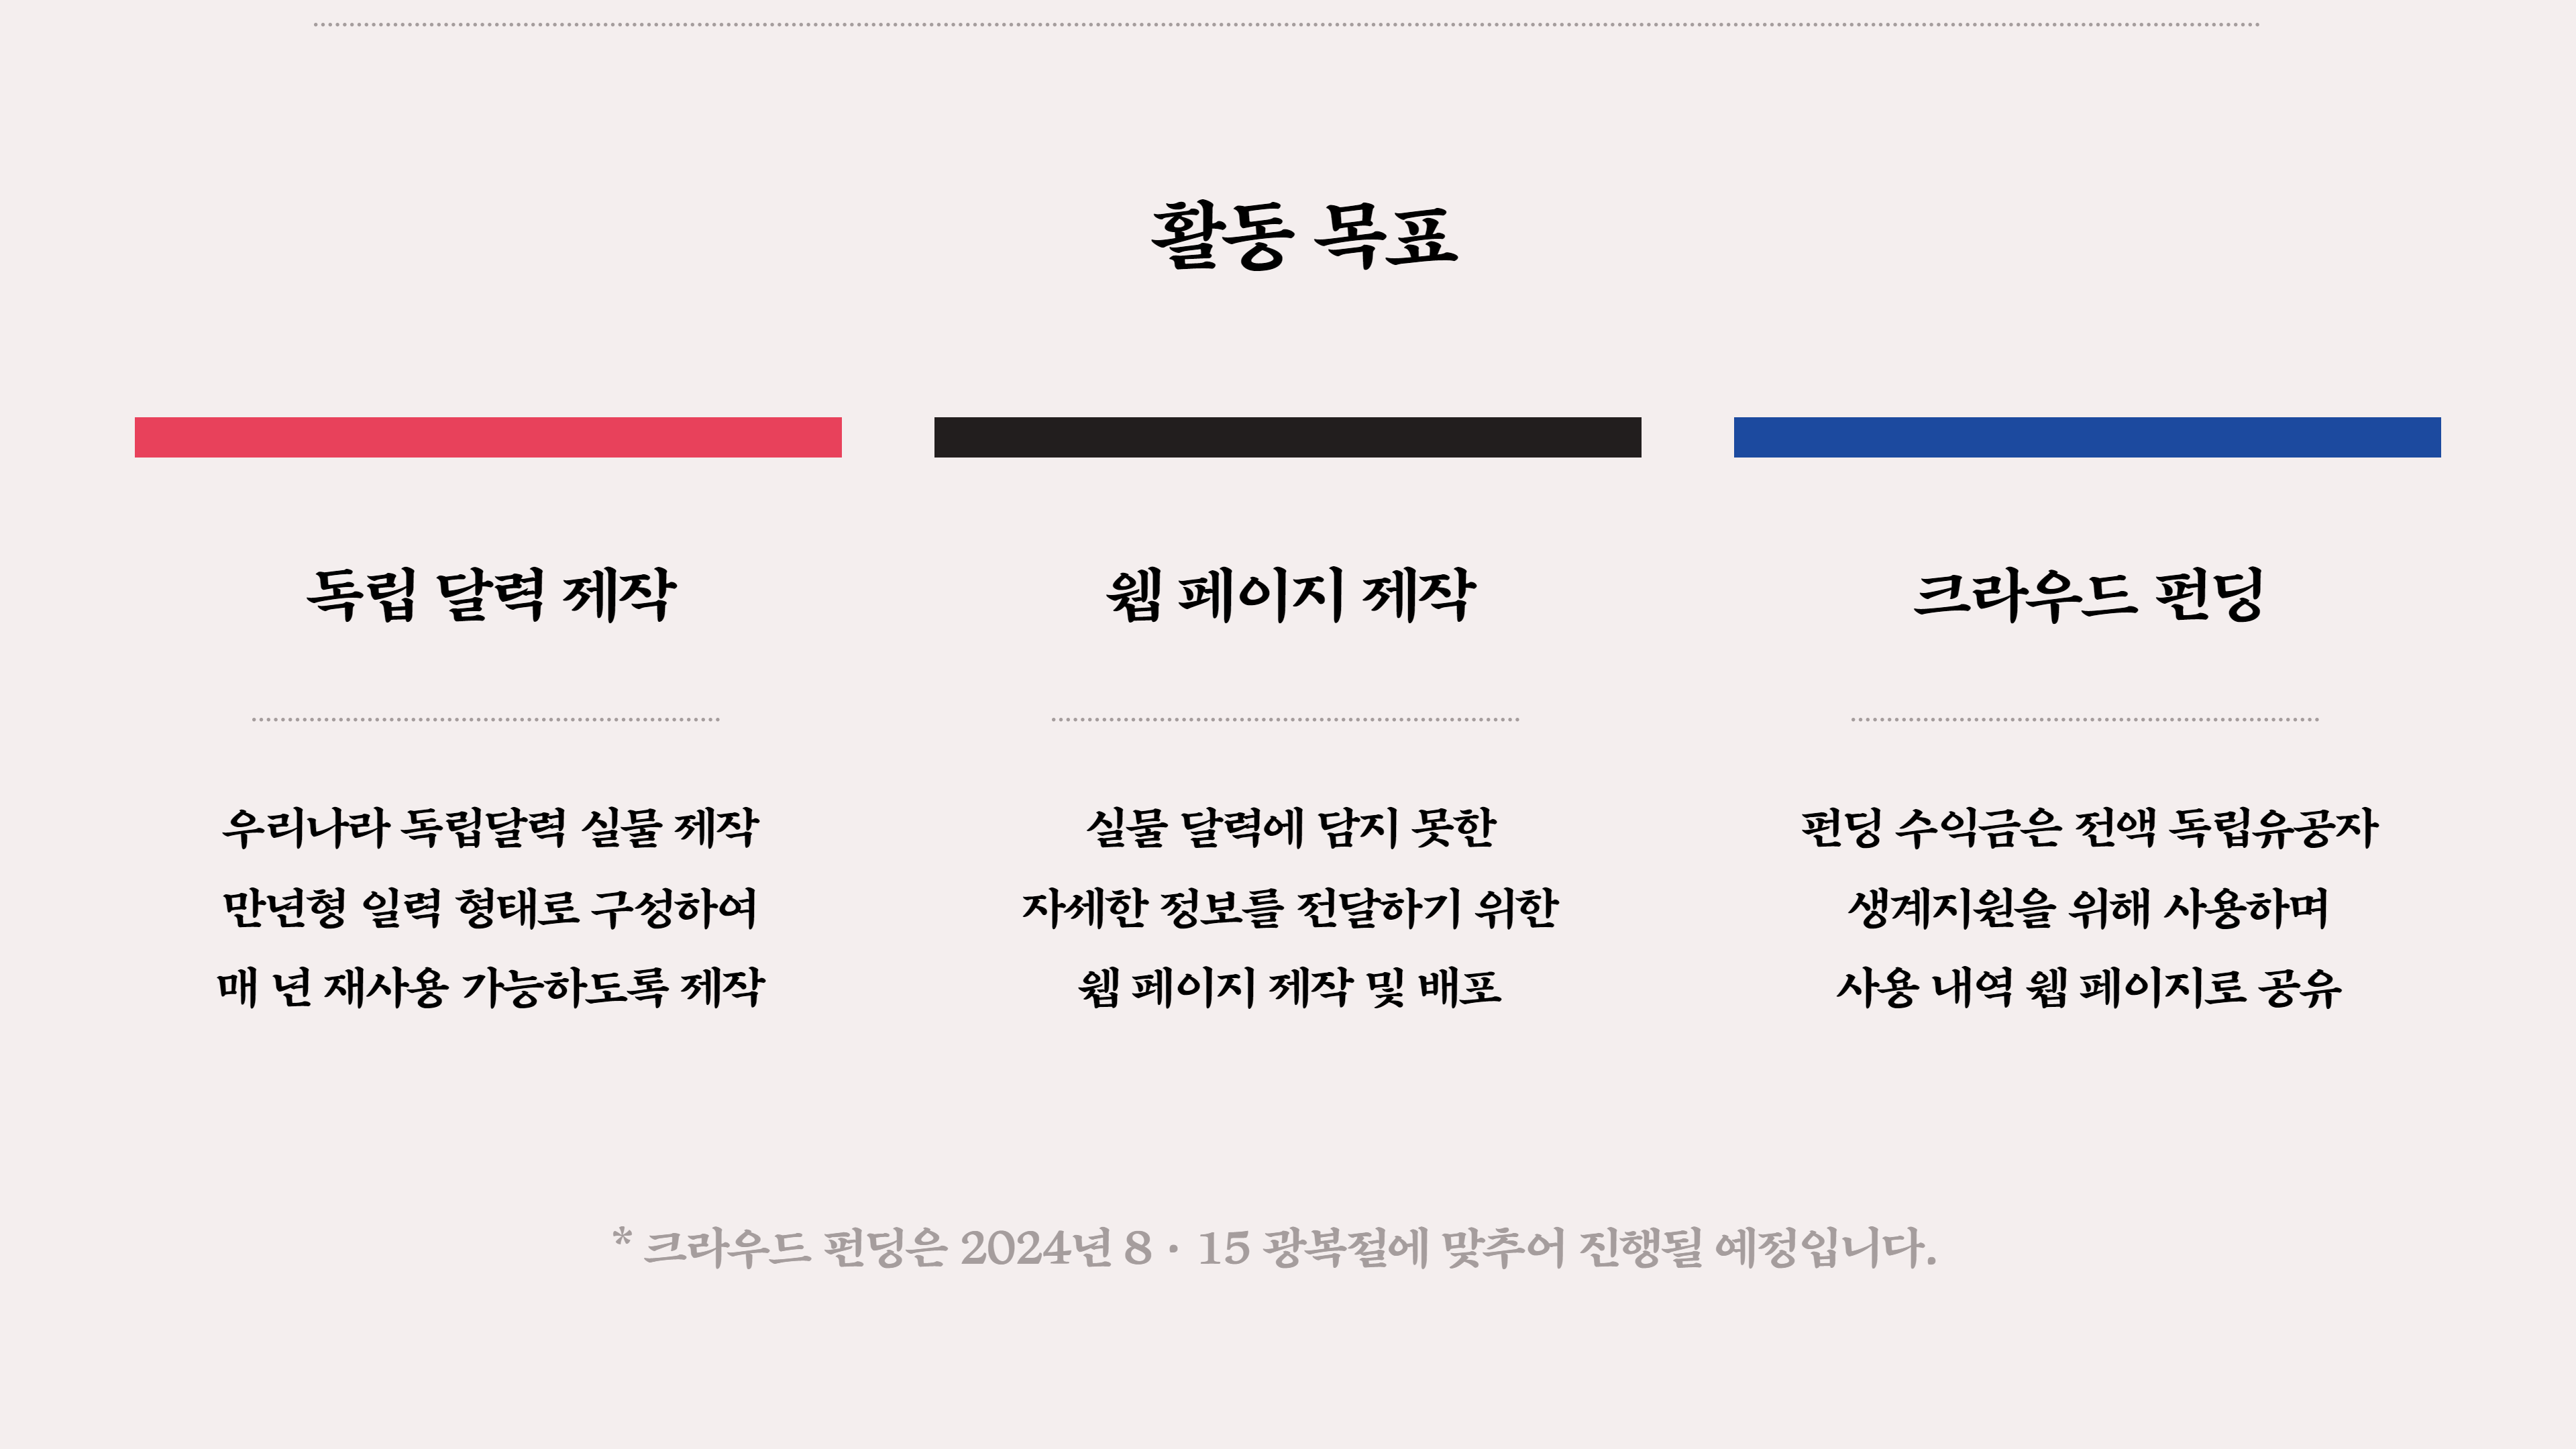 활동 목표
독립 달력 제작
우리나라 독립달력 실물 제작
만년형 일력 형태로 구성하여
매 년 재사용 가능하도록 제작
웹 페이지 제작
실물 달력에 담지 못한
자세한 정보를 전달하기 위한
웹 페이지 제작 및 배포
크라우드 펀딩
펀딩 수익금은 전액 독립유공자
생계지원을 위해 사용하며
사용 내역 웹 페이지로 공유
* 크라우드 펀딩은 2024년 8 · 15 광복절에 맞추어 진행될 예정입니다.